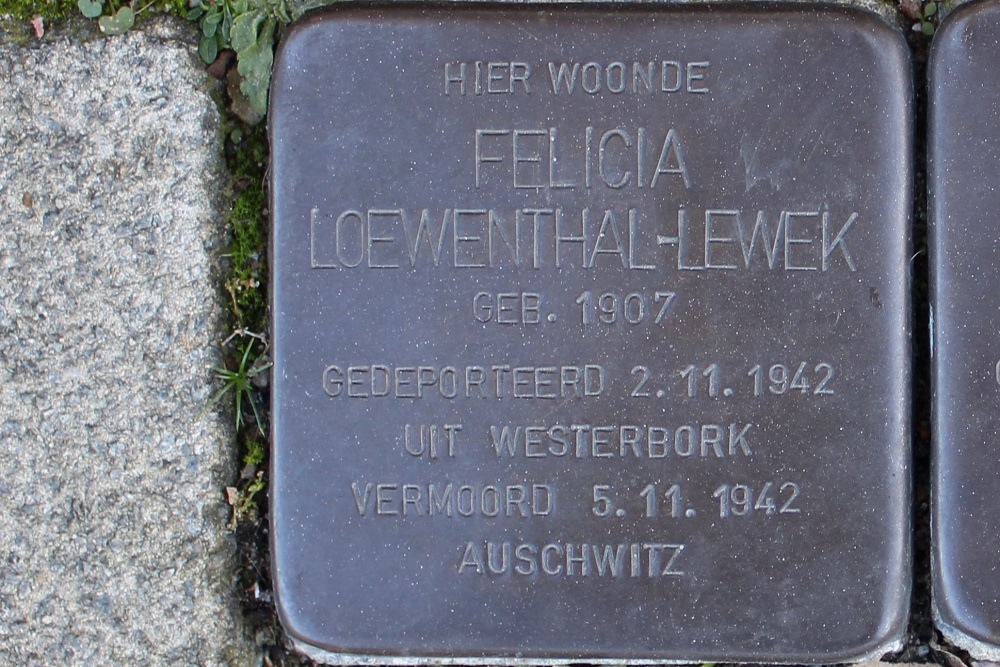 HIER WOONDE
FELICIA
LOEWENTHAL-LEWEK
GEB. 1907
GEDEPORTEERD 2.11.1942
UIT WESTERBORK
VERMOORD 5.11.1942
AUSCHWITZ